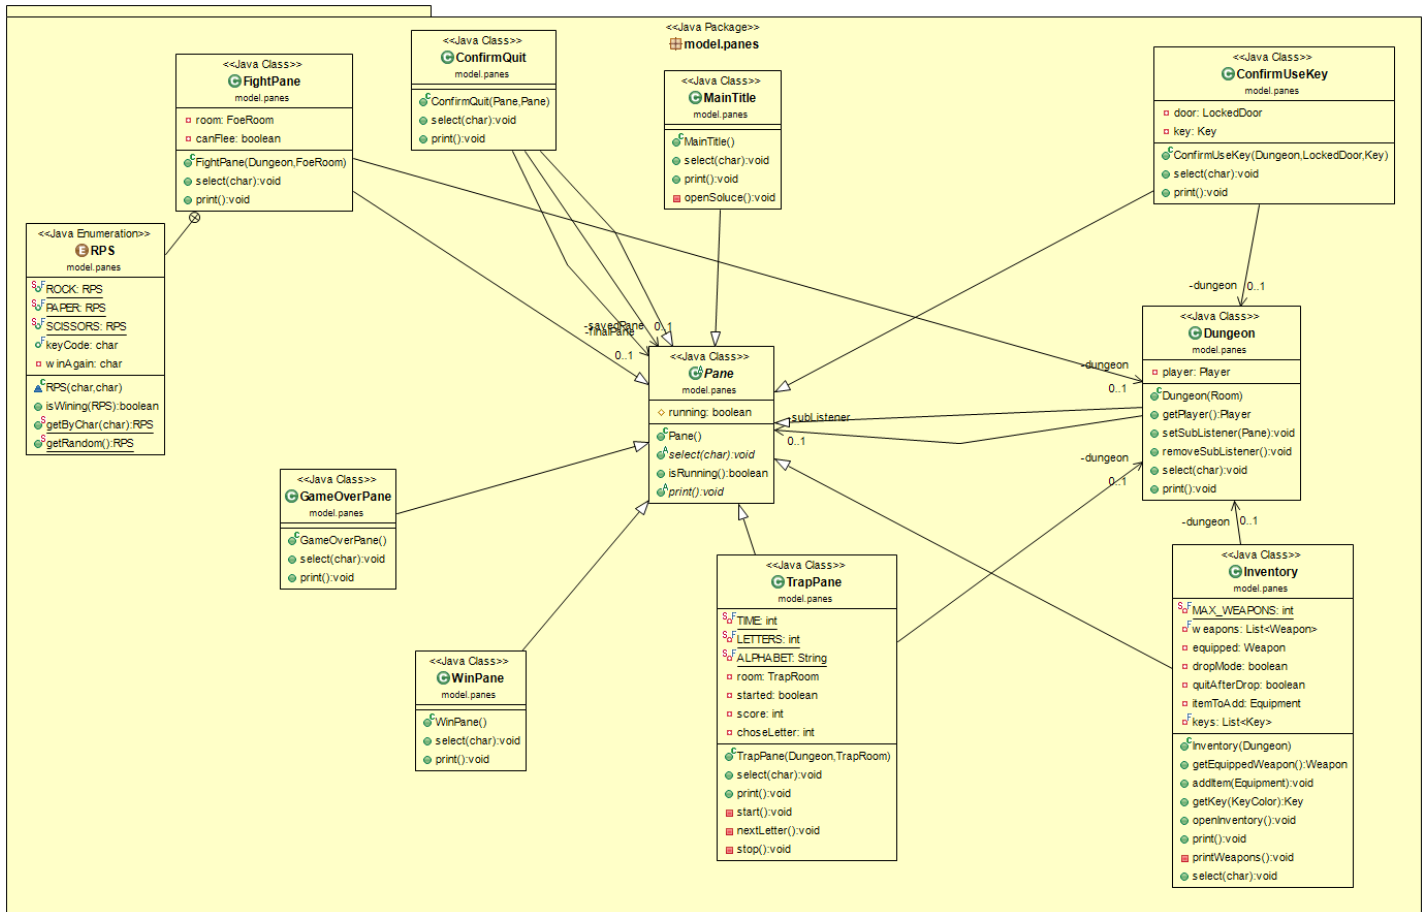 <<Java Package>>
model.panes
<<Java Class>>
FightPane
model.panes
room: FoeRoom
canFlee: boolean
FightPane(Dungeon,FoeRoom)
select(char):void
print():void
<<Java Class>>
ConfirmQuit
model.panes
ConfirmQuit(Pane,Pane)
select(char):void
print():void
<<Java Class>>
MainTitle
model.panes
MainTitle()
select(char):void
print():void
openSoluce():void
<<Java Class>>
ConfirmUseKey
model.panes
door: LockedDoor
key: Key
ConfirmUseKey(Dungeon,LockedDoor,Key)
select(char):void
print():void
<<Java Enumeration>>
RPS
model.panes
ROCK: RPS
PAPER: RPS
SCISSORS: RPS
keyCode: char
winAgain: char
RPS(char,char)
isWining(RPS):boolean
getByChar(char):RPS
getRandom():RPS
-savedPane
0..1
-finalPane
0..1
<<Java Class>>
Pane
model.panes
running: boolean
Pane()
select(char):void
isRunning():boolean
print():void
-dungeon
0..1
-dungeon
0..1
-subListener
0..1
-dungeon
0..1
-dungeon
0..1
<<Java Class>>
Dungeon
model.panes
player: Player
Dungeon(Room)
getPlayer():Player
setSubListener(Pane):void
removeSubListener():void
select(char):void
print():void
<<Java Class>>
GameOverPane
model.panes
GameOverPane()
select(char):void
print():void
<<Java Class>>
WinPane
model.panes
WinPane()
select(char):void
print():void
<<Java Class>>
TrapPane
model.panes
TIME: int
LETTERS: int
ALPHABET: String
room: TrapRoom
started: boolean
score: int
choseLetter: int
TrapPane(Dungeon,TrapRoom)
select(char):void
print():void
start():void
nextLetter():void
stop():void
<<Java Class>>
Inventory
model.panes
MAX_WEAPONS: int
weapons: List<Weapon>
equipped: Weapon
dropMode: boolean
quitAfterDrop: boolean
itemToAdd: Equipment
keys: List<Key>
Inventory(Dungeon)
getEquippedWeapon():Weapon
addItem(Equipment):void
getKey(KeyColor):Key
openInventory():void
print():void
printWeapons():void
select(char):void